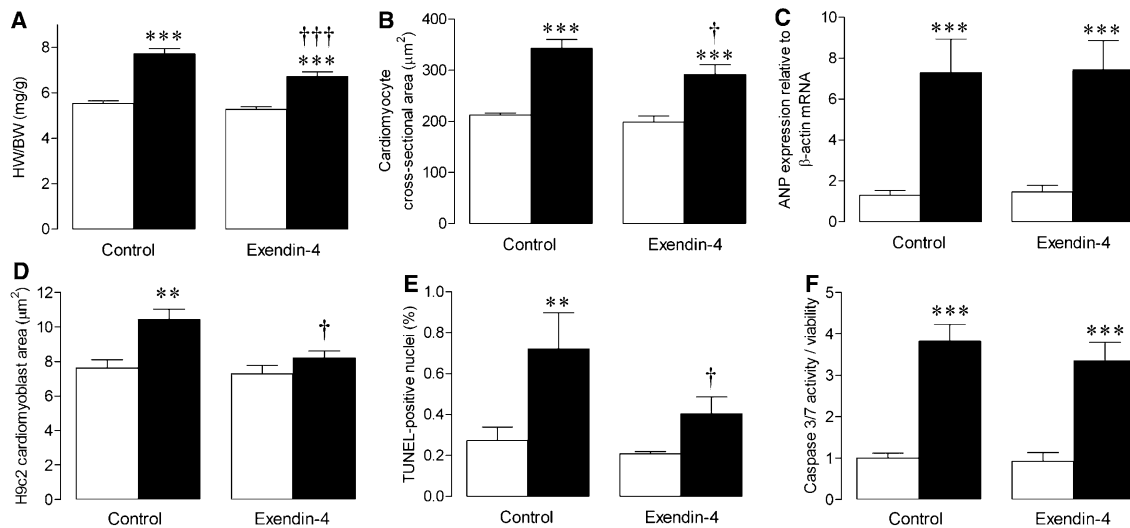 A
HW/BW (mg/g)
8
6
4
2
0
***
†††
***
Control
Exendin-4
B
Cardiomyocyte
cross-sectional area (μm²)
400
300
200
100
0
***
†
***
Control
Exendin-4
C
ANP expression relative to
β-actin mRNA
10
8
6
4
2
0
***
***
Control
Exendin-4
D
H9c2 cardiomyoblast area (μm²)
12
10
8
6
4
2
0
**
†
Control
Exendin-4
E
TUNEL-positive nuclei (%)
1.0
0.8
0.6
0.4
0.2
0.0
**
†
Control
Exendin-4
F
Caspase 3/7 activity / viability
5
4
3
2
1
0
***
***
Control
Exendin-4